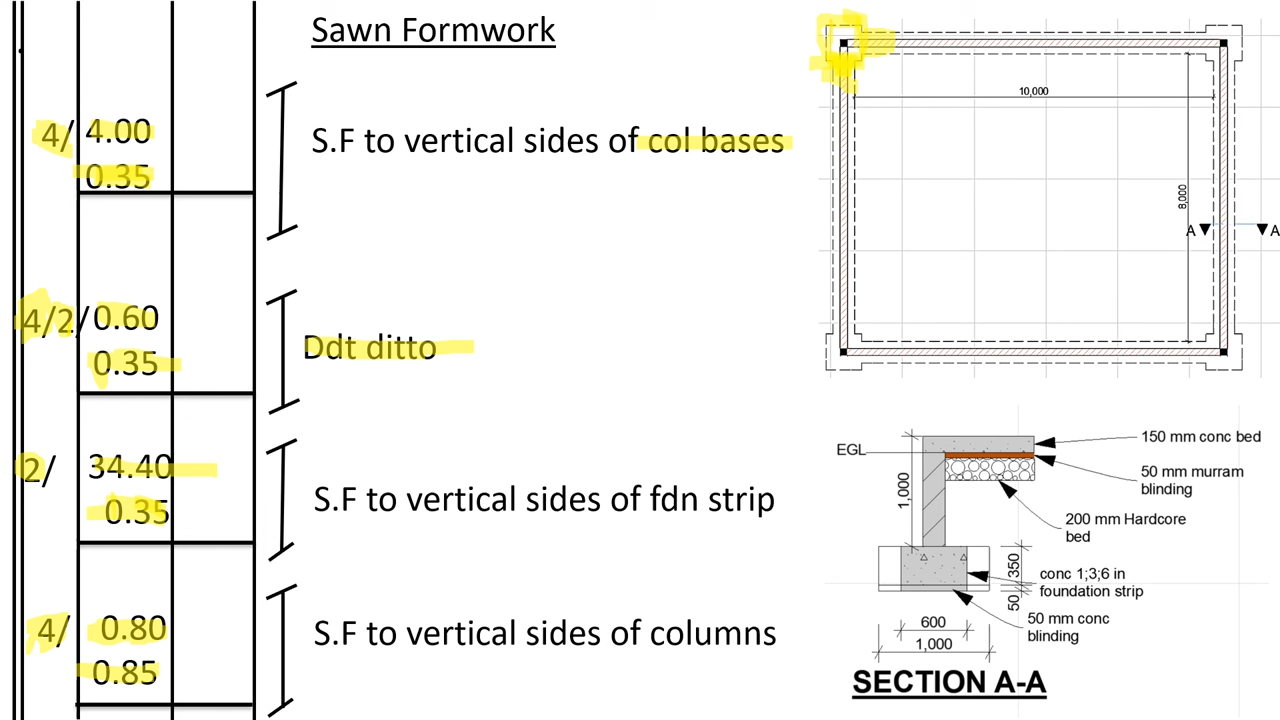 Sawn Formwork
4/ 4.00
0.35
S.F to vertical sides of col bases
4/2/ 0.60
0.35
Ddt ditto
2/ 34.40
0.35
S.F to vertical sides of fdn strip
4/ 0.80
0.85
S.F to vertical sides of columns
10,000
8,000
A A
EGL
1,000
150 mm conc bed
50 mm murram
blinding
200 mm Hardcore
bed
350
50
conc 1;3;6 in
foundation strip
50 mm conc
blinding
600
1,000
SECTION A-A